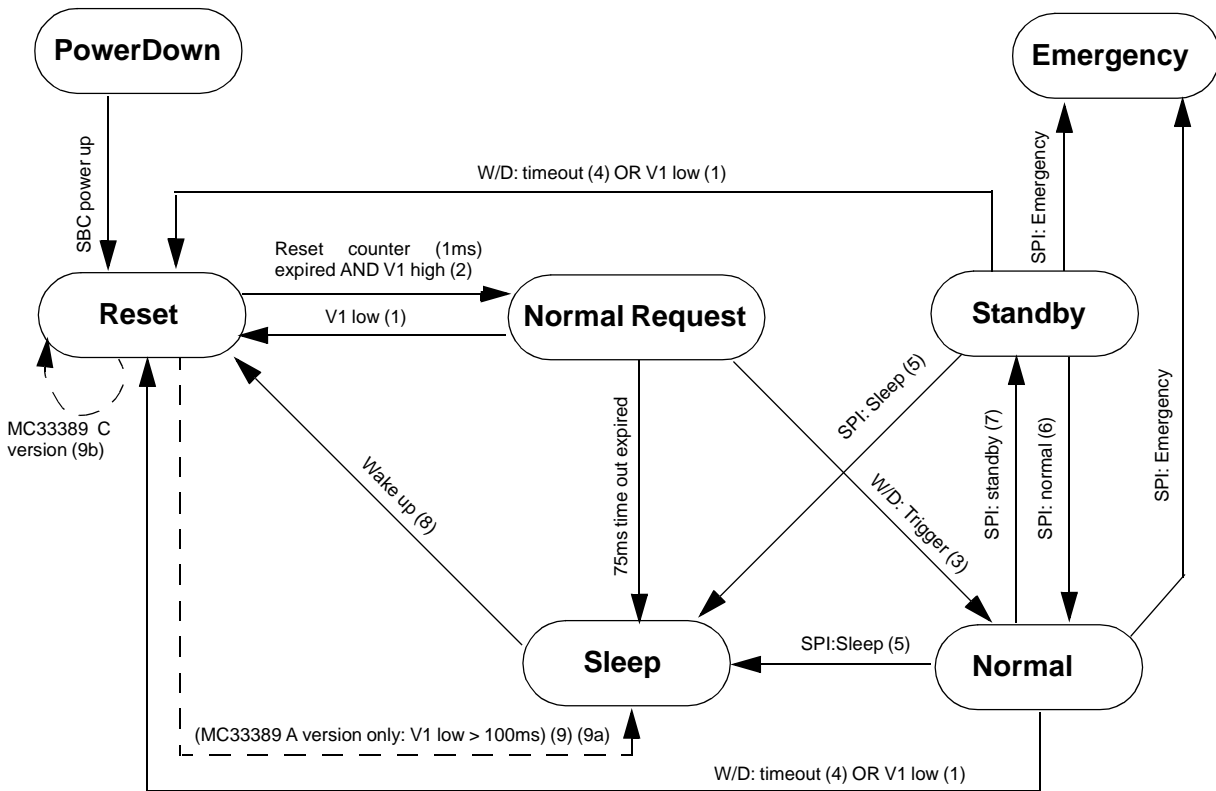 PowerDown
Emergency
SBC power up
W/D: timeout (4) OR V1 low (1)
SPI: Emergency
Reset counter (1ms)
expired AND V1 high (2)
Reset
Normal Request
Standby
V1 low (1)
MC33389 C
version (9b)
Wake up (8)
75ms time out expired
SPI: Sleep (5)
W/D: Trigger (3)
SPI: standby (7)
SPI: normal (6)
SPI: Emergency
Sleep
SPI:Sleep (5)
Normal
(MC33389 A version only: V1 low > 100ms) (9) (9a)
W/D: timeout (4) OR V1 low (1)